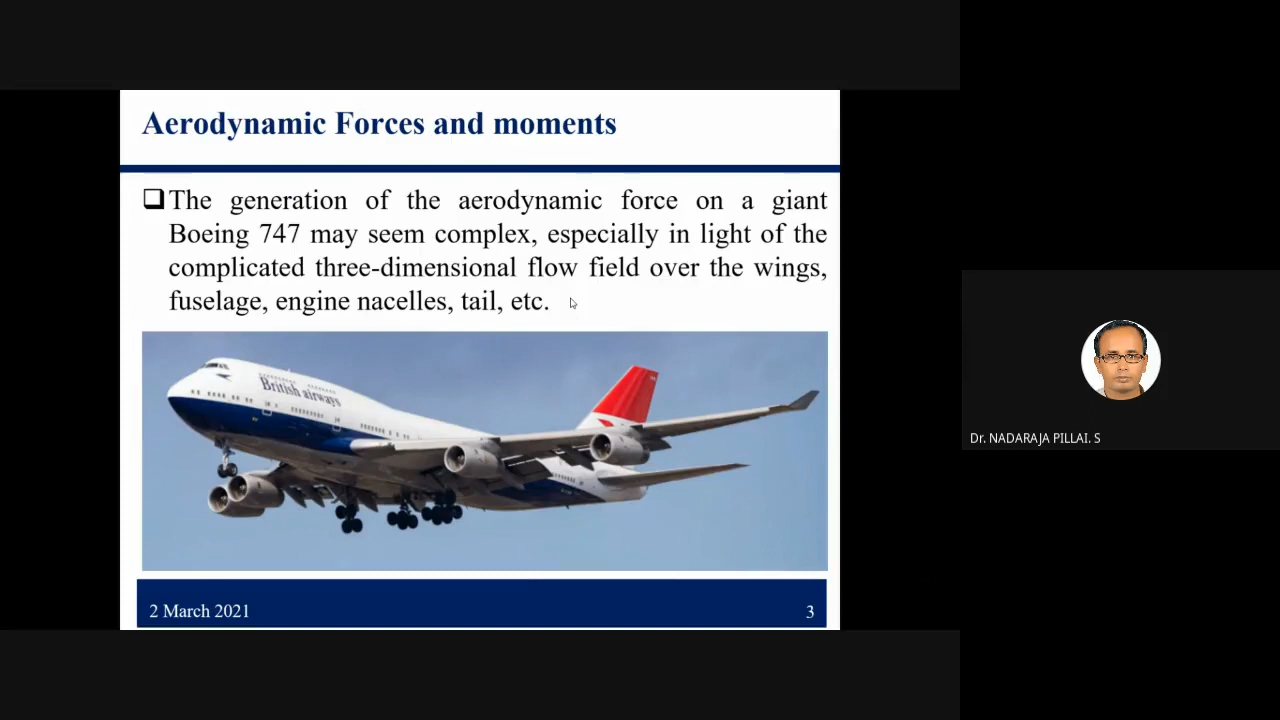 Aerodynamic Forces and moments
The generation of the aerodynamic force on a giant
Boeing 747 may seem complex, especially in light of the
complicated three-dimensional flow field over the wings,
fuselage, engine nacelles, tail, etc.
British airways
2 March 2021
3
Dr. NADARAJA PILLAI. S